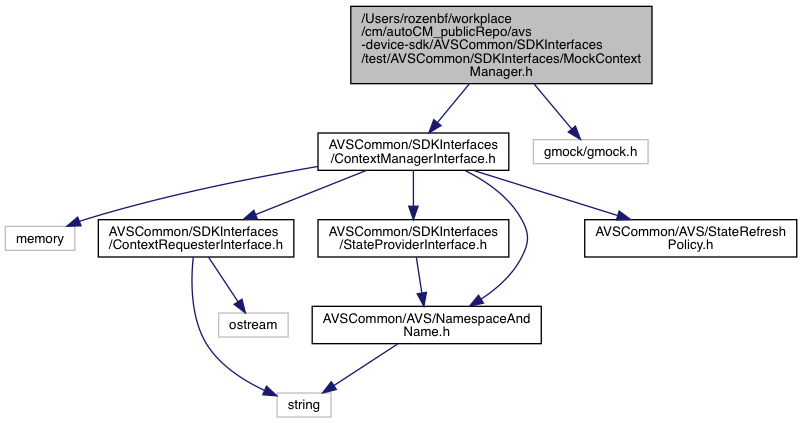 /Users/rozenbf/workplace
/cm/autoCM_publicRepo/avs
-device-sdk/AVSCommon/SDKInterfaces
/test/AVSCommon/SDKInterfaces/MockContext
Manager.h
AVSCommon/SDKInterfaces
/ContextManagerInterface.h
gmock/gmock.h
memory
AVSCommon/SDKInterfaces
/ContextRequesterInterface.h
AVSCommon/SDKInterfaces
/StateProviderInterface.h
AVSCommon/AVS/StateRefresh
Policy.h
ostream
AVSCommon/AVS/NamespaceAnd
Name.h
string